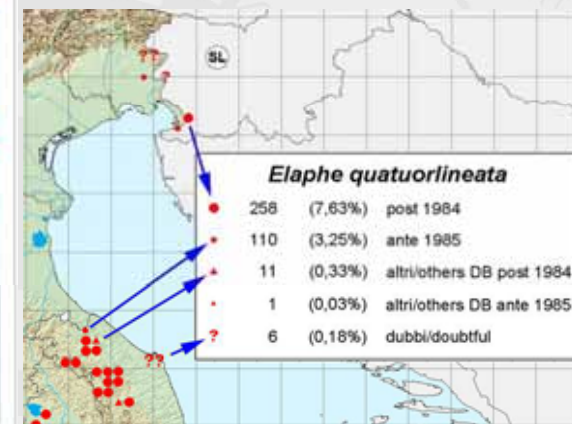 SL
Elaphe quatuorlineata
258 (7,63%) post 1984
110 (3,25%) ante 1985
11 (0,33%) altri/others DB post 1984
1 (0,03%) altri/others DB ante 1985
? 6 (0,18%) dubbi/doubtful